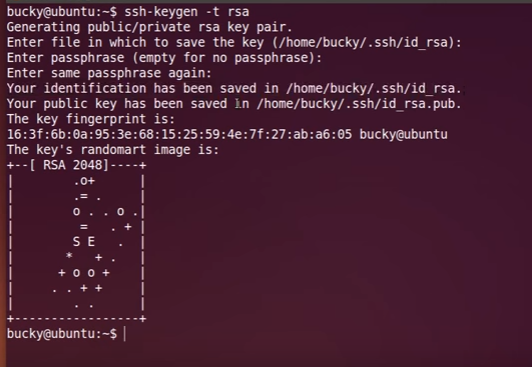 bucky@ubuntu:~$ ssh-keygen -t rsa
Generating public/private rsa key pair.
Enter file in which to save the key (/home/bucky/.ssh/id_rsa):
Enter passphrase (empty for no passphrase):
Enter same passphrase again:
Your identification has been saved in /home/bucky/.ssh/id_rsa.
Your public key has been saved in /home/bucky/.ssh/id_rsa.pub.
The key fingerprint is:
16:3f:6b:0a:95:3e:68:15:25:59:4e:7f:27:ab:a6:05 bucky@ubuntu
The key's randomart image is:
+--[ RSA 2048]----+
|        .o+      |
|        .= .     |
|        o . . o .|
|         =   . + |
|        S E   .  |
|       *   + .   |
|      + o o +    |
|     . . + +     |
|        . .      |
+-----------------+
bucky@ubuntu:~$